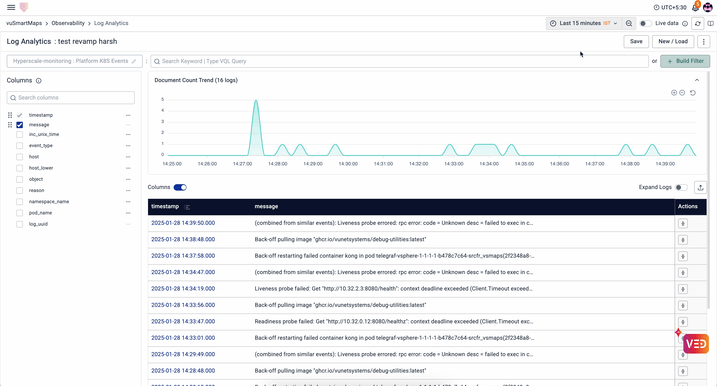 UTC+5:30
vuSmartMaps > Observability > Log Analytics
Last 15 minutes
Live data
Log Analytics : test revamp harsh
Save
New / Load
Hyperscale-monitoring : Platform K8S Events
Search Keyword / Type VQL Query
or
+ Build Filter
Columns
Search columns
timestamp
message
inc_unix_time
event_type
host
host_lower
object
reason
namespace_name
pod_name
log_uuid
Document Count Trend (16 logs)
5
4
3
2
1
0
14:25:00 14:26:00 14:27:00 14:28:00 14:29:00 14:30:00 14:31:00 14:32:00 14:33:00 14:34:00 14:35:00 14:36:00 14:37:00 14:38:00 14:39:00
Columns
Expand Logs
timestamp message Actions
2025-01-28 14:39:50.000 (combined from similar events): Liveness probe errored: rpc error: code = Unknown desc = failed to exec in c...
2025-01-28 14:38:48.000 Back-off pulling image "ghcr.io/vunetsystems/debug-utilities:latest"
2025-01-28 14:37:58.000 Back-off restarting failed container kong in pod telegraf-vsphere-1-1-1-1-b478c7c64-srcfr_vsmaps(2f2348a8-...
2025-01-28 14:34:47.000 (combined from similar events): Liveness probe errored: rpc error: code = Unknown desc = failed to exec in c...
2025-01-28 14:34:19.000 Liveness probe failed: Get "http://10.32.2.3:8080/health": context deadline exceeded (Client.Timeout exceed...
2025-01-28 14:33:56.000 Back-off pulling image "ghcr.io/vunetsystems/debug-utilities:latest"
2025-01-28 14:33:47.000 Readiness probe failed: Get "http://10.32.0.12:8080/healthz": context deadline exceeded (Client.Timeout exc...
2025-01-28 14:33:01.000 Back-off restarting failed container kong in pod telegraf-vsphere-1-1-1-1-b478c7c64-srcfr_vsmaps(2f2348a8-...
2025-01-28 14:29:49.000 (combined from similar events): Liveness probe errored: rpc error: code = Unknown desc = failed to exec in c...
2025-01-28 14:28:48.000 Back-off pulling image "ghcr.io/vunetsystems/debug-utilities:latest"
VED